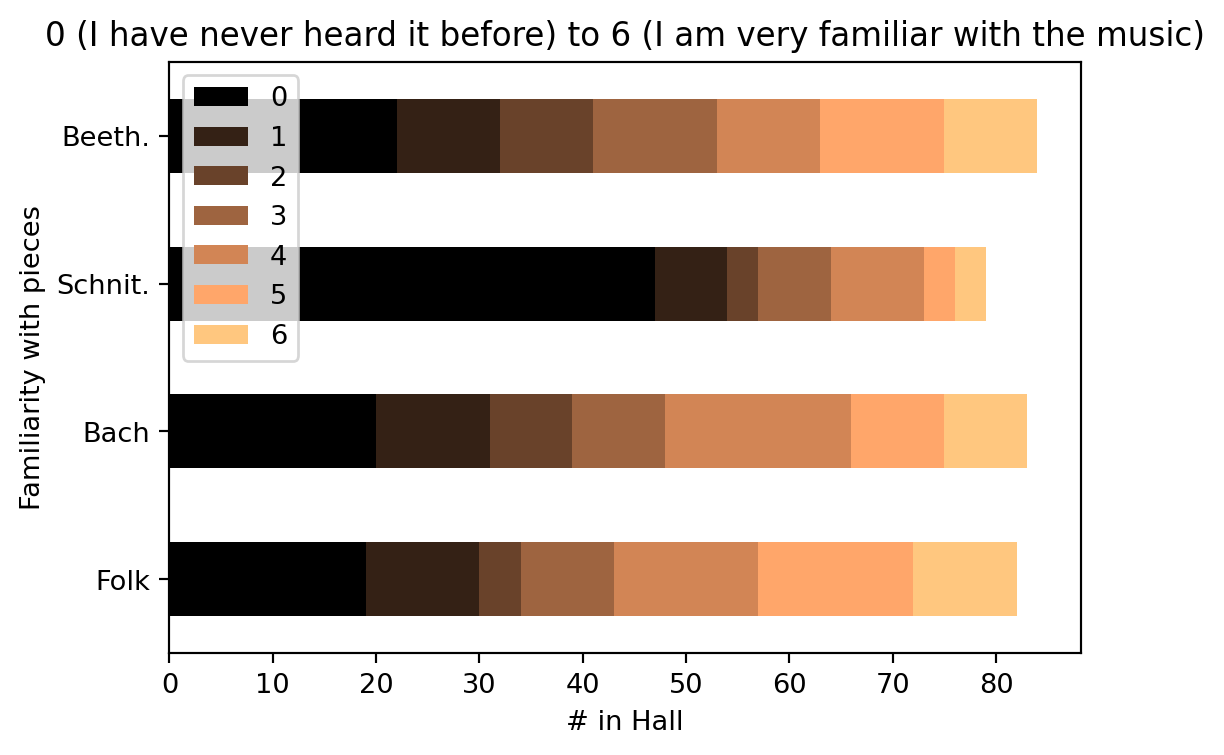 0 (I have never heard it before) to 6 (I am very familiar with the music)
0
1
2
3
4
5
6
Familiarity with pieces
Beeth.
Schnit.
Bach
Folk
0 10 20 30 40 50 60 70 80
# in Hall